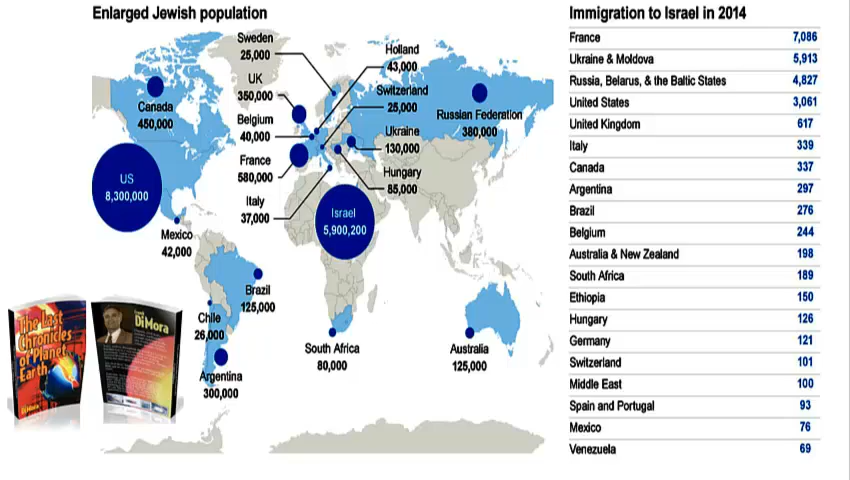 Enlarged Jewish population
Sweden
25,000
Holland
43,000
UK
350,000
Switzerland
25,000
Canada
450,000
Belgium
40,000
Russian Federation
380,000
Ukraine
130,000
France
580,000
Hungary
85,000
US
8,300,000
Italy
37,000
Israel
5,900,200
Mexico
42,000
Brazil
125,000
Chile
26,000
Argentina
300,000
South Africa
80,000
Australia
125,000
The Last
Chronicles
of Planet
Earth
DiMora
DiMora
Immigration to Israel in 2014
France 7,086
Ukraine & Moldova 5,913
Russia, Belarus, & the Baltic States 4,827
United States 3,061
United Kingdom 617
Italy 339
Canada 337
Argentina 297
Brazil 276
Belgium 244
Australia & New Zealand 198
South Africa 189
Ethiopia 150
Hungary 126
Germany 121
Switzerland 101
Middle East 100
Spain and Portugal 93
Mexico 76
Venezuela 69